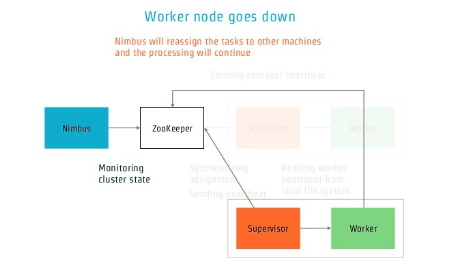 Worker node goes down
Nimbus will reassign the tasks to other machines
and the processing will continue
Sending executor heartbeat
Nimbus
ZooKeeper
Supervisor
Worker
Monitoring
cluster state
Synchronizing
assignment
Sending heartbeat
Reading worker
heartbeat from
local file system
Supervisor
Worker